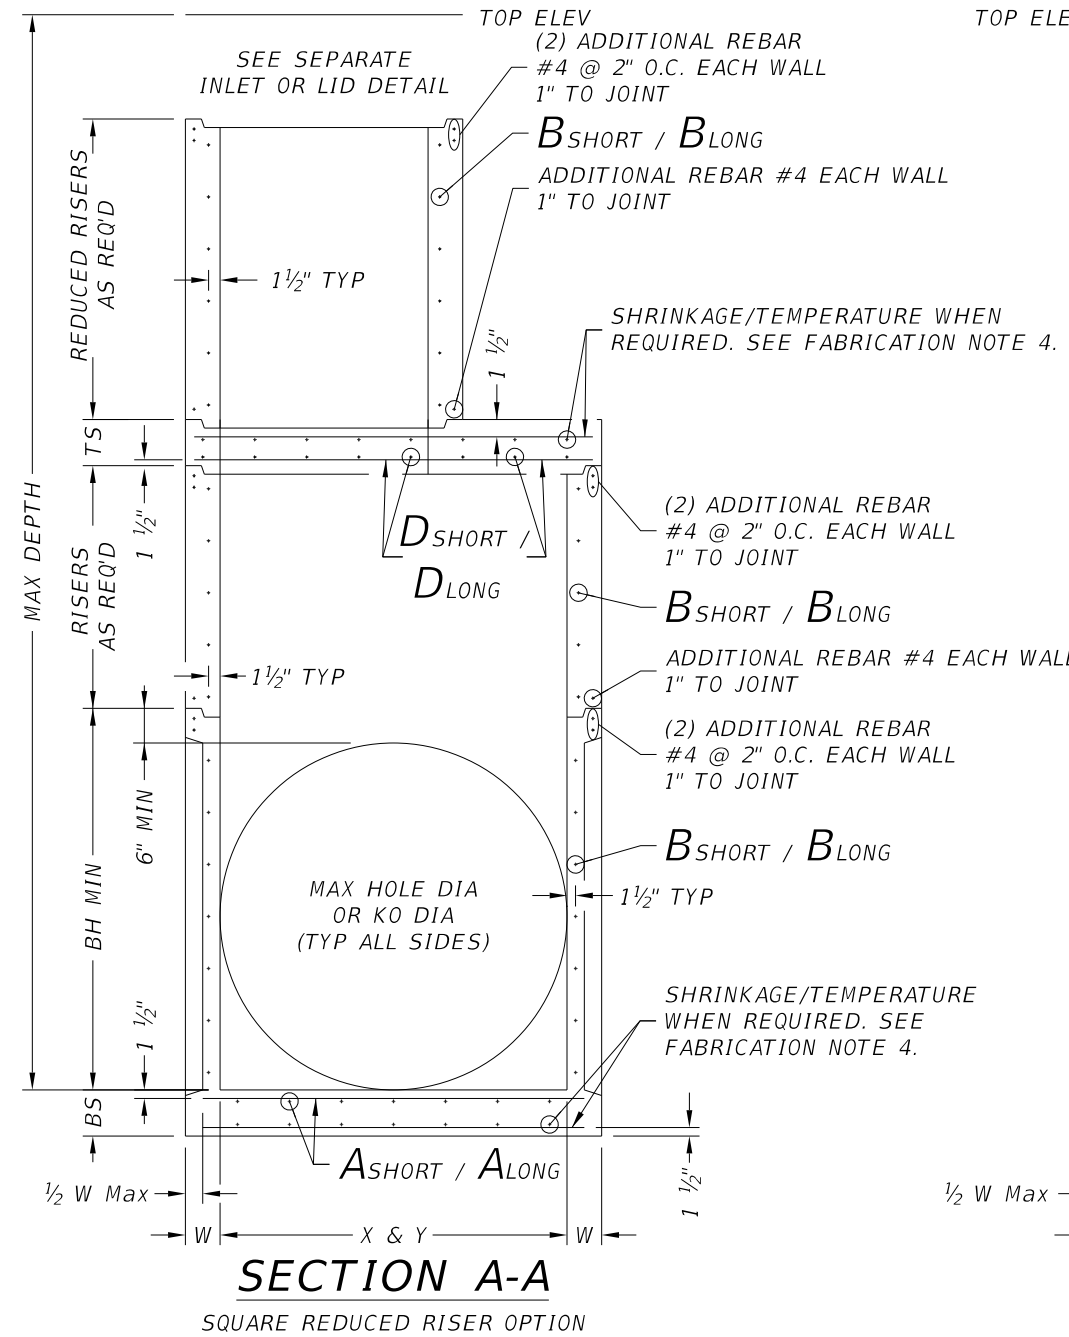 TOP ELEV
TOP ELE
(2) ADDITIONAL REBAR
#4 @ 2" O.C. EACH WALL
1" TO JOINT
SEE SEPARATE
INLET OR LID DETAIL
BSHORT / BLONG
ADDITIONAL REBAR #4 EACH WALL
1" TO JOINT
REDUCED RISERS
AS REQ'D
1½" TYP
SHRINKAGE/TEMPERATURE WHEN
REQUIRED. SEE FABRICATION NOTE 4.
1 ½"
TS
MAX DEPTH
1 ½"
RISERS
AS REQ'D
DSHORT /
DLONG
(2) ADDITIONAL REBAR
#4 @ 2" O.C. EACH WALL
1" TO JOINT
BSHORT / BLONG
ADDITIONAL REBAR #4 EACH WALL
1" TO JOINT
1½" TYP
(2) ADDITIONAL REBAR
#4 @ 2" O.C. EACH WALL
1" TO JOINT
6" MIN
BH MIN
BSHORT / BLONG
MAX HOLE DIA
OR KO DIA
(TYP ALL SIDES)
1½" TYP
SHRINKAGE/TEMPERATURE
WHEN REQUIRED. SEE
FABRICATION NOTE 4.
1 ½"
BS
ASHORT / ALONG
1 ½"
½ W Max
½ W Max
W
X & Y
W
SECTION A-A
SQUARE REDUCED RISER OPTION